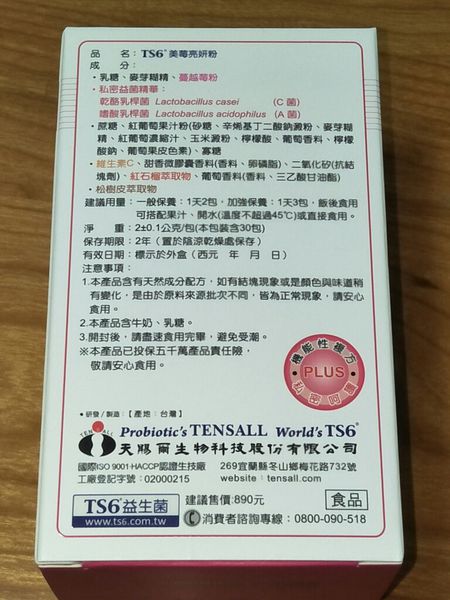 品　　名：TS6® 美莓亮妍粉
成　　分：
・乳糖、麥芽糊精、蔓越莓粉
・私密益菌精華：
乾酪乳桿菌 Lactobacillus casei (C 菌)
嗜酸乳桿菌 Lactobacillus acidophilus (A 菌)
・蔗糖、紅葡萄果汁粉(砂糖、辛烯基丁二酸鈉澱粉、麥芽糊
精、紅葡萄濃縮汁、玉米澱粉、檸檬酸、葡萄香料、檸檬
酸鈉、葡萄果皮色素)、寡糖
・維生素C、甜香微膠囊香料(香料、卵磷脂)、二氧化矽(抗結
塊劑)、紅石榴萃取物、葡萄香料(香料、三乙酸甘油酯)
・松樹皮萃取物
建議用量：一般保養：1天2包，加強保養：1天3包，飯後食用
可搭配果汁、開水(溫度不超過45℃)或直接食用。
淨　　重：2±0.1公克/包(本包裝含30包)
保存期限：2年（置於陰涼乾燥處保存）
有效日期：標示於外盒(西元　年　月　日)
注意事項：
1.本產品含有天然成分配方，如有結塊現象或是顏色與味道稍
有變化，是由於原料來源批次不同，皆為正常現象，請安心
食用。
2.本產品含牛奶、乳糖。
3.開封後，請盡速食用完畢，避免受潮。
※本產品已投保五千萬產品責任險，
敬請安心食用。
機能性複方
PLUS
私密呵護
・研發/製造：【產地：台灣】
TENSALL
Probiotic's TENSALL World's TS6®
天賜爾生物科技股份有限公司
國際ISO 9001‧HACCP認證生技廠
269宜蘭縣冬山鄉梅花路732號
工廠登記字號：02000215
website：tensall.com
TS6®益生菌
www.ts6.com.tw
建議售價:890元
食品
消費者諮詢專線：0800-090-518